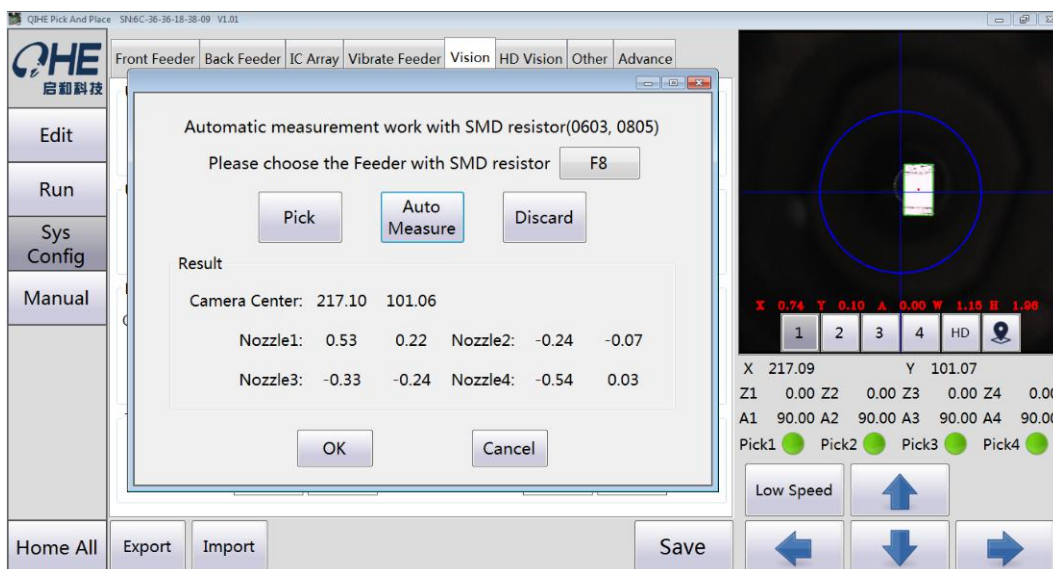 QIHE Pick And Place SN:6C-36-36-18-38-09 V1.01
QiHE
启和科技
Front Feeder Back Feeder IC Array Vibrate Feeder Vision HD Vision Other Advance
Edit
Run
Sys
Config
Manual
Home All
Automatic measurement work with SMD resistor(0603, 0805)
Please choose the Feeder with SMD resistor F8
Pick Auto
Measure Discard
Result
Camera Center: 217.10 101.06
Nozzle1: 0.53 0.22 Nozzle2: -0.24 -0.07
Nozzle3: -0.33 -0.24 Nozzle4: -0.54 0.03
OK Cancel
Export Import Save
X 0.74 Y 0.10 A 0.00 W 1.15 H 1.96
1 2 3 4 HD
X 217.09 Y 101.07
Z1 0.00 Z2 0.00 Z3 0.00 Z4 0.00
A1 90.00 A2 90.00 A3 90.00 A4 90.00
Pick1 Pick2 Pick3 Pick4
Low Speed